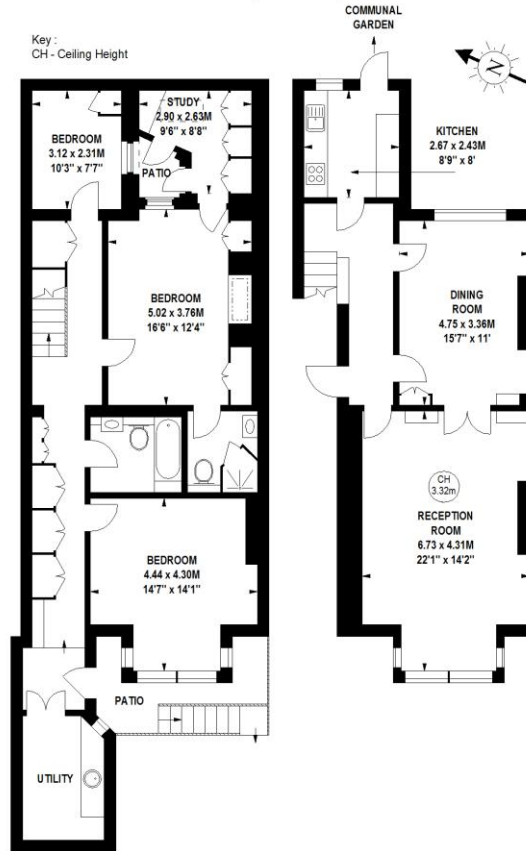 Key :
CH - Ceiling Height
COMMUNAL
GARDEN
N
STUDY
2.90 x 2.63M
9'6" x 8'8"
BEDROOM
3.12 x 2.31M
10'3" x 7'7"
PATIO
KITCHEN
2.67 x 2.43M
8'9" x 8'
BEDROOM
5.02 x 3.76M
16'6" x 12'4"
DINING
ROOM
4.75 x 3.36M
15'7" x 11'
CH
3.32m
RECEPTION
ROOM
6.73 x 4.31M
22'1" x 14'2"
BEDROOM
4.44 x 4.30M
14'7" x 14'1"
PATIO
UTILITY